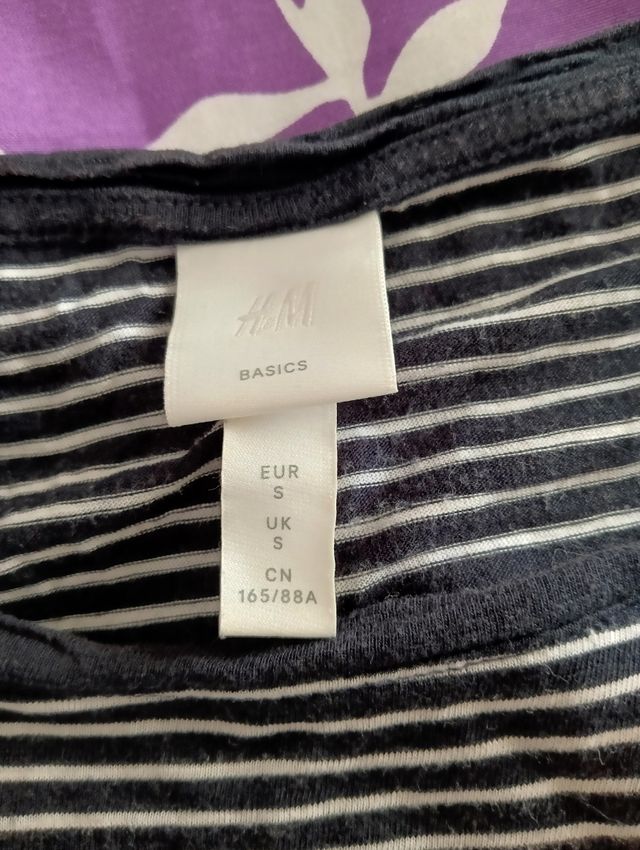 H&M
BASICS
EUR
S
UK
S
CN
165/88A